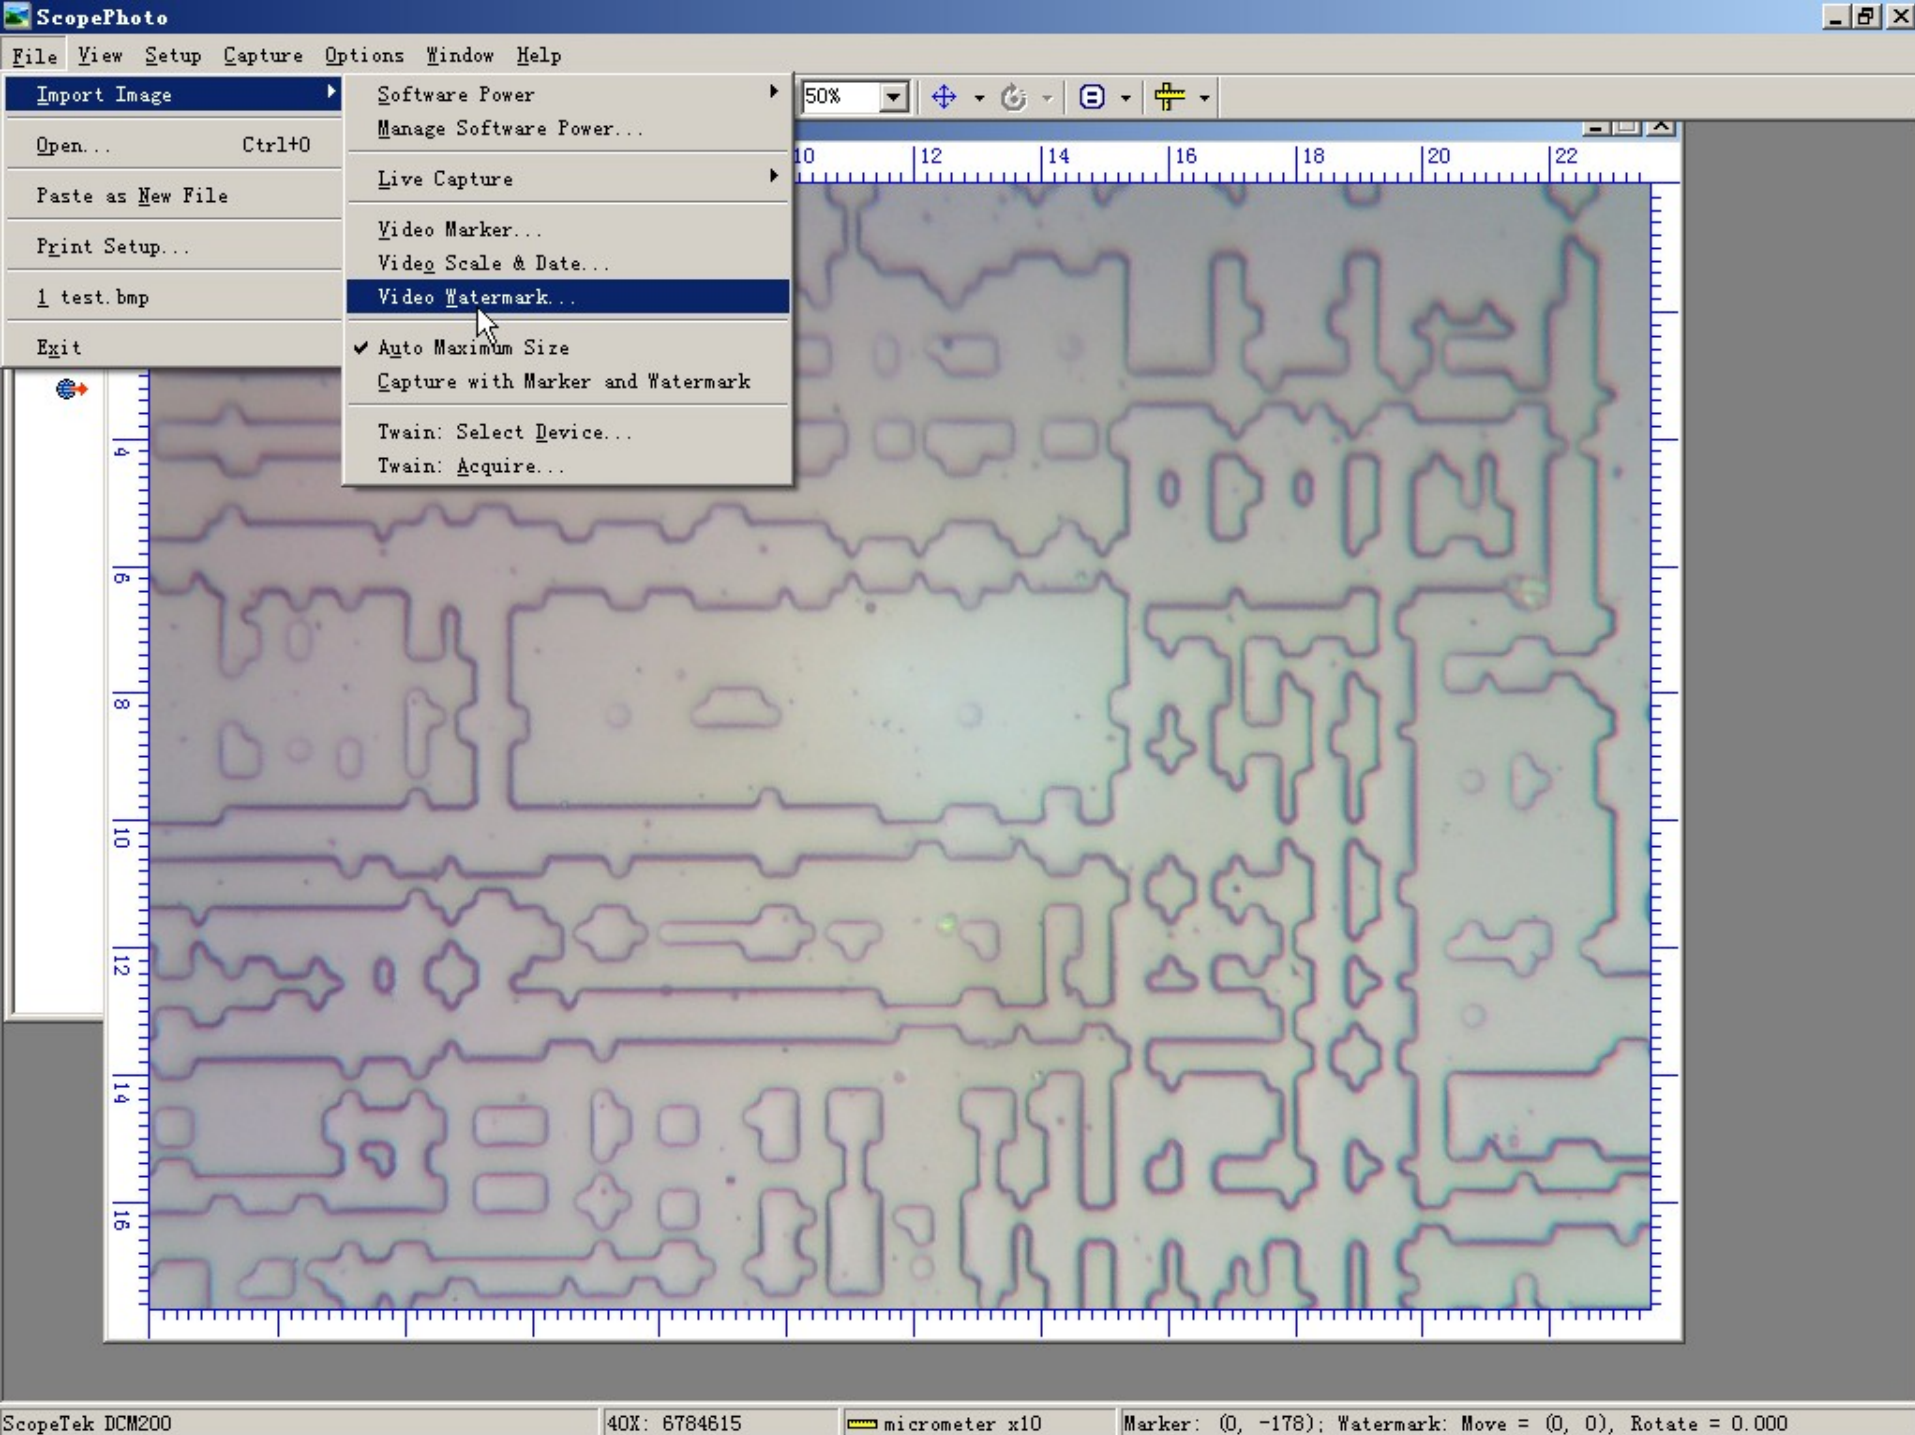 ScopePhoto
File View Setup Capture Options Window Help
Import Image
Open... Ctrl+O
Paste as New File
Print Setup...
1 test.bmp
Exit
Software Power
Manage Software Power...
Live Capture
Video Marker...
Video Scale & Date...
Video Watermark...
Auto Maximum Size
Capture with Marker and Watermark
Twain: Select Device...
Twain: Acquire...
50%
10 12 14 16 18 20 22
4
6
8
10
12
14
16
ScopeTek DCM200
40X: 6784615
micrometer x10
Marker: (0, -178); Watermark: Move = (0, 0), Rotate = 0.000